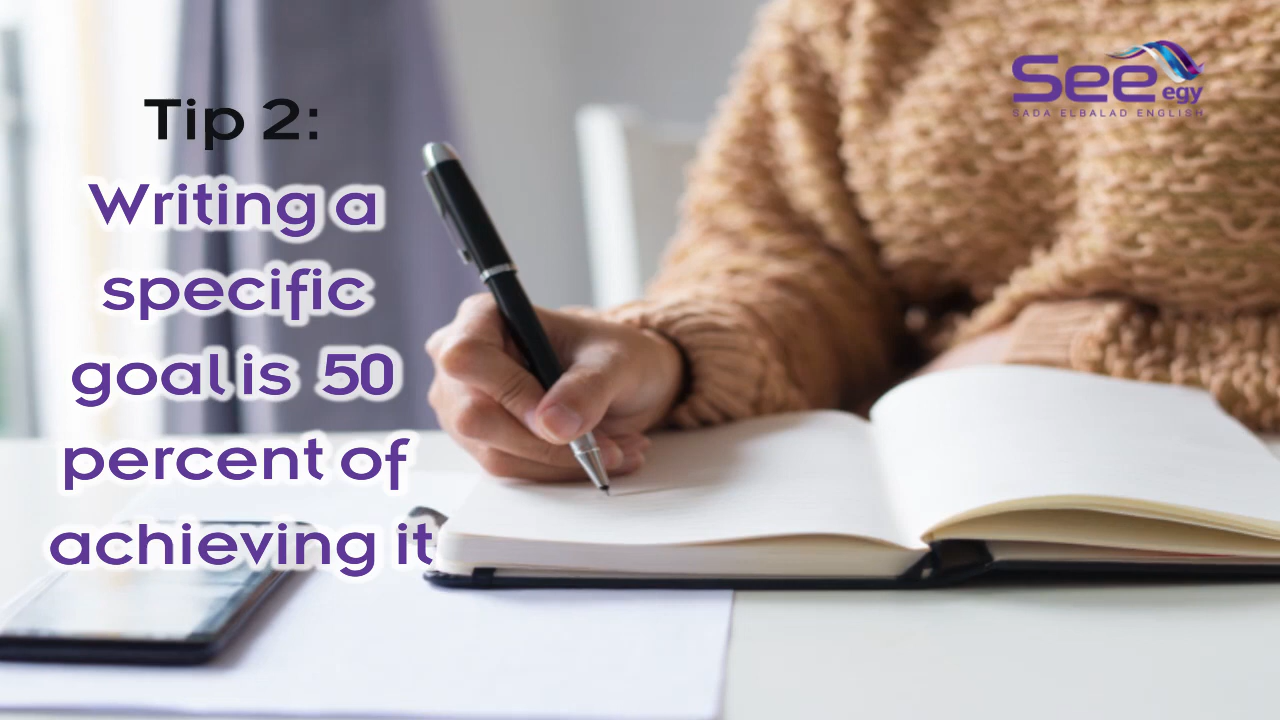 Tip 2:
Writing a
specific
goal is 50
percent of
achieving it
See
egy
SADA ELBALAD ENGLISH